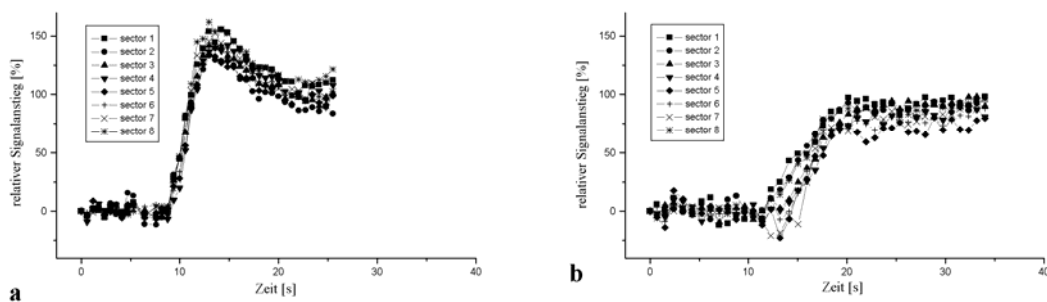 relativer Signalanstieg [%]
150
100
50
0
sector 1
sector 2
sector 3
sector 4
sector 5
sector 6
sector 7
sector 8
0 10 20 30 40
Zeit [s]
a
relativer Signalanstieg [%]
150
100
50
0
sector 1
sector 2
sector 3
sector 4
sector 5
sector 6
sector 7
sector 8
0 10 20 30 40
Zeit [s]
b